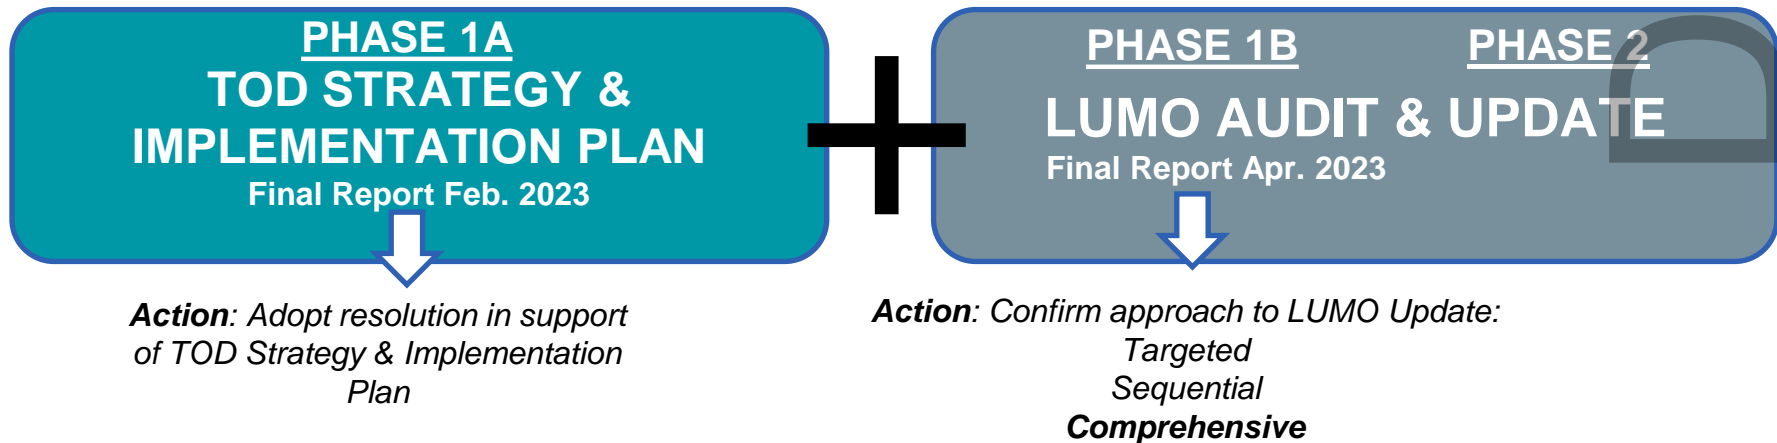 PHASE 1A
TOD STRATEGY &
IMPLEMENTATION PLAN
Final Report Feb. 2023
Action: Adopt resolution in support
of TOD Strategy & Implementation
Plan
+
PHASE 1B PHASE 2
LUMO AUDIT & UPDATE
Final Report Apr. 2023
Action: Confirm approach to LUMO Update:
Targeted
Sequential
Comprehensive
D